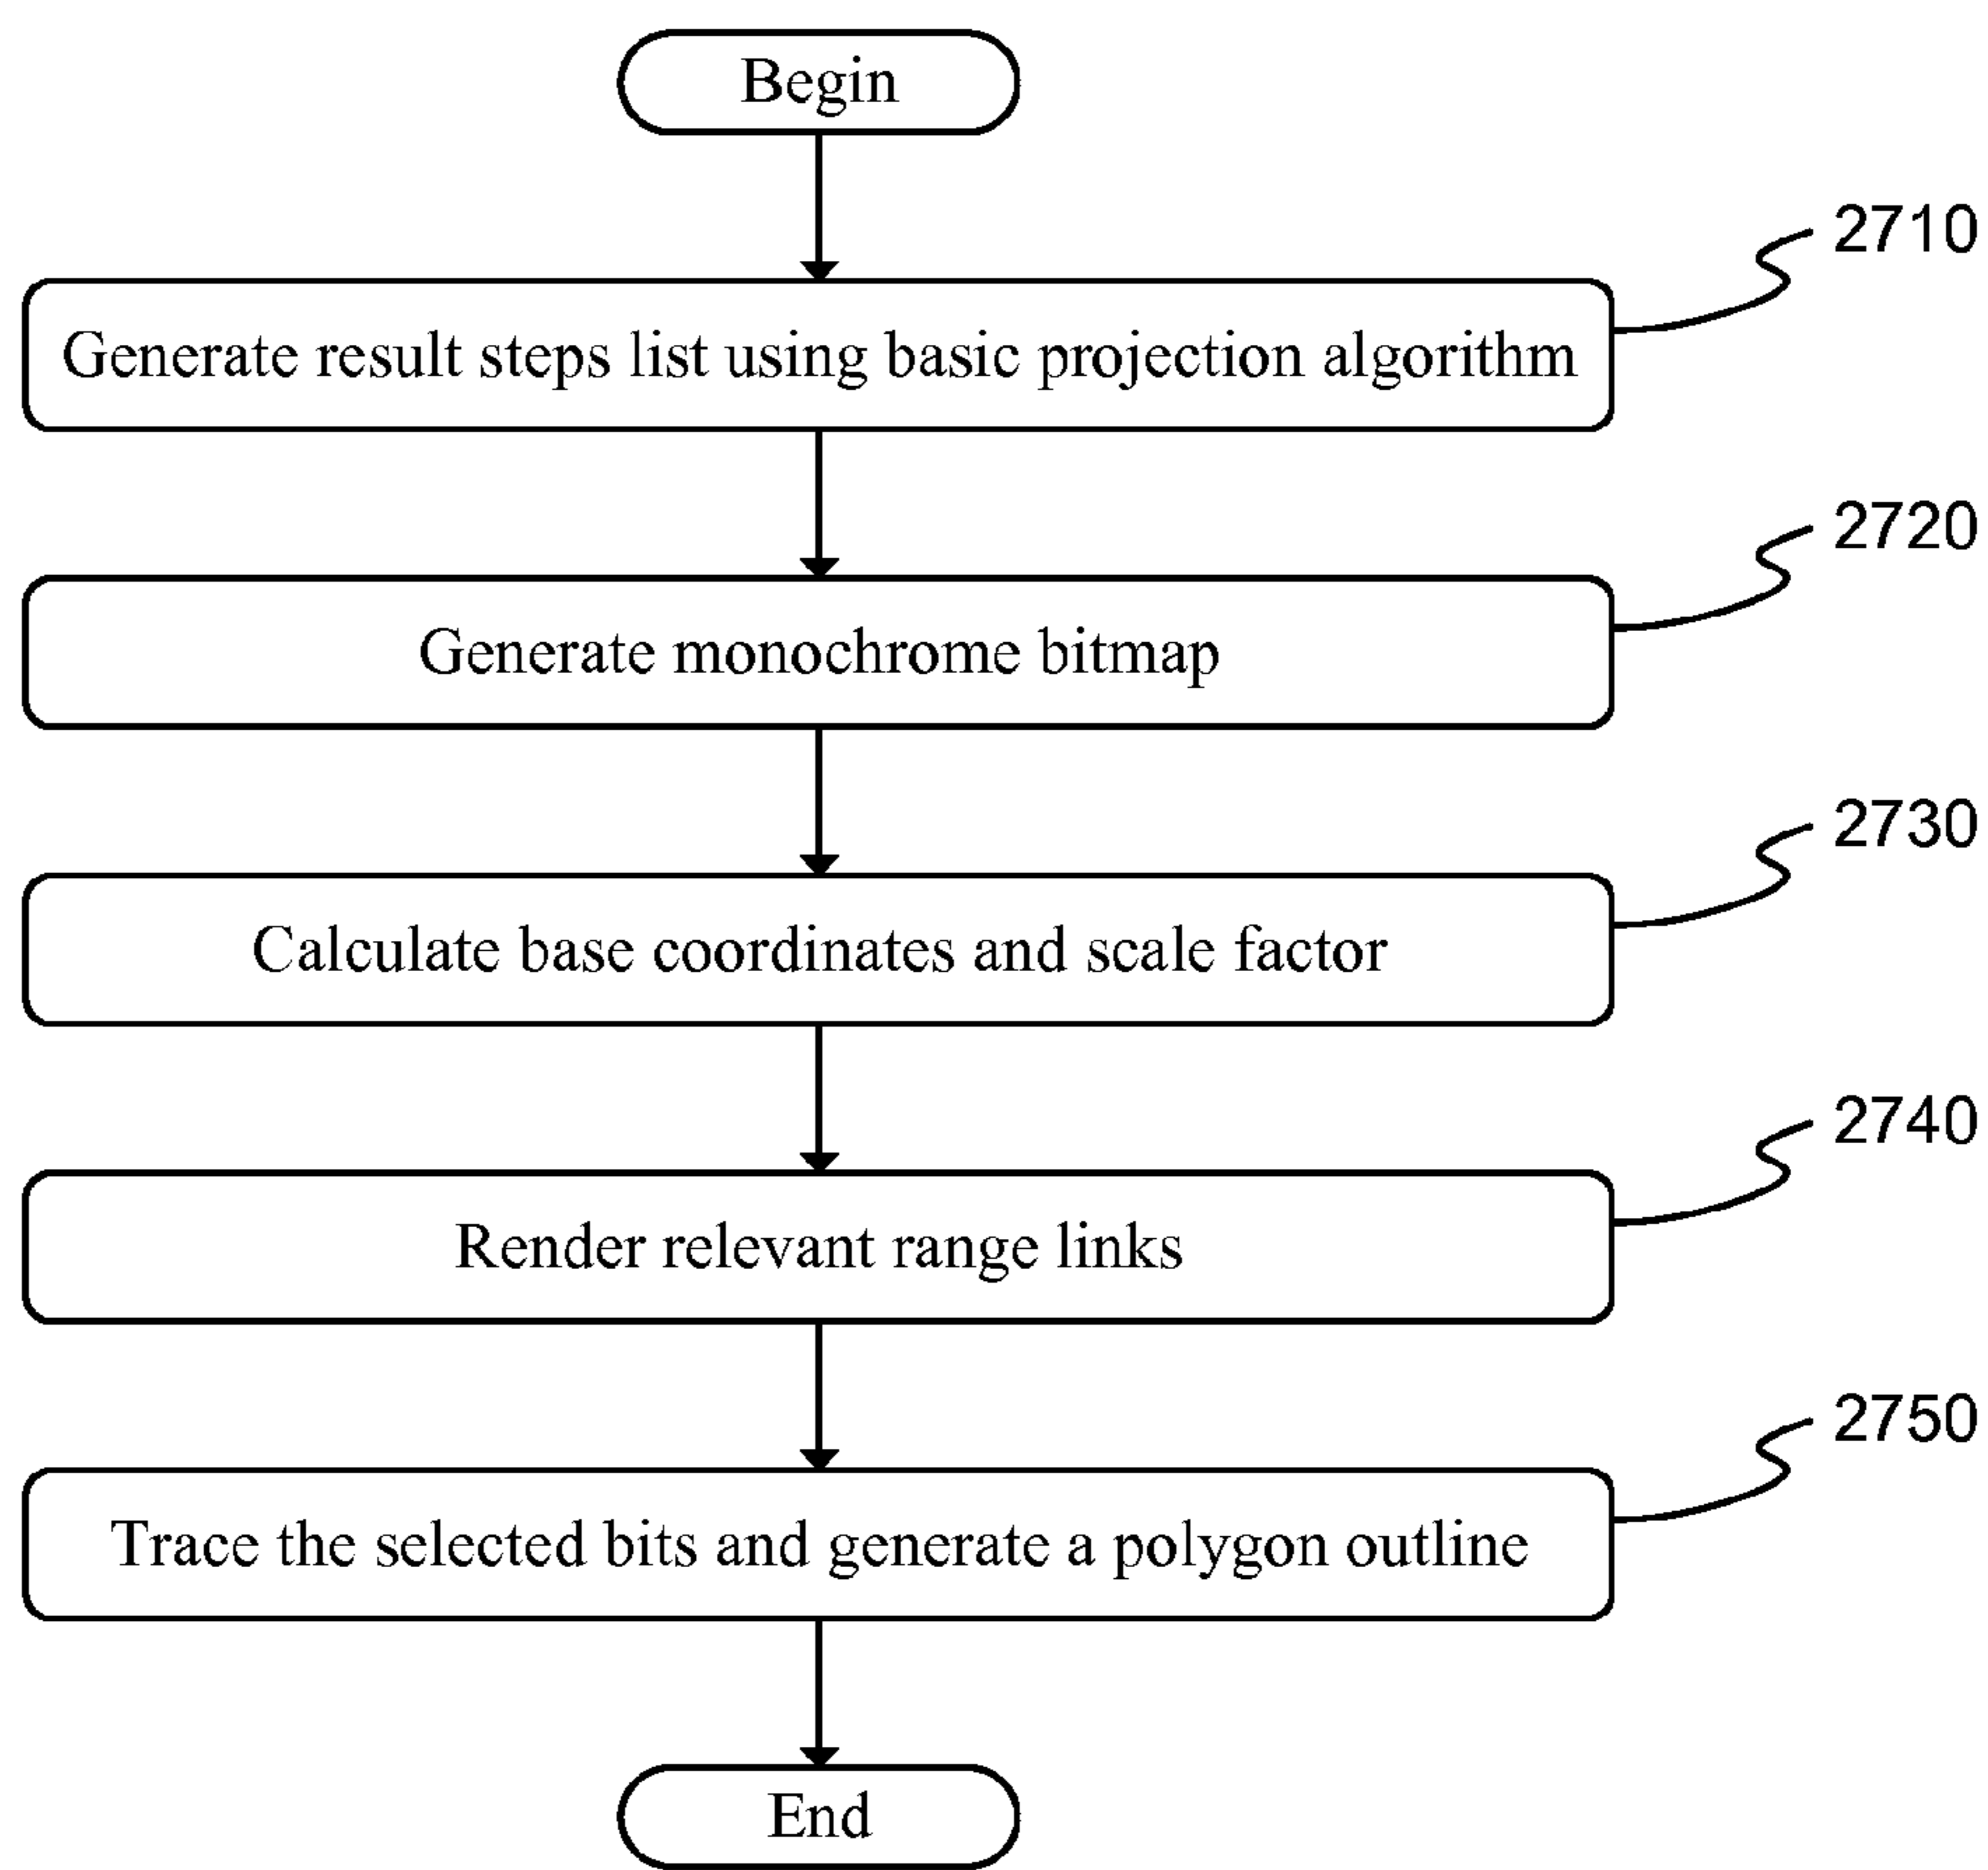 Begin
2710
Generate result steps list using basic projection algorithm
2720
Generate monochrome bitmap
2730
Calculate base coordinates and scale factor
2740
Render relevant range links
2750
Trace the selected bits and generate a polygon outline
End